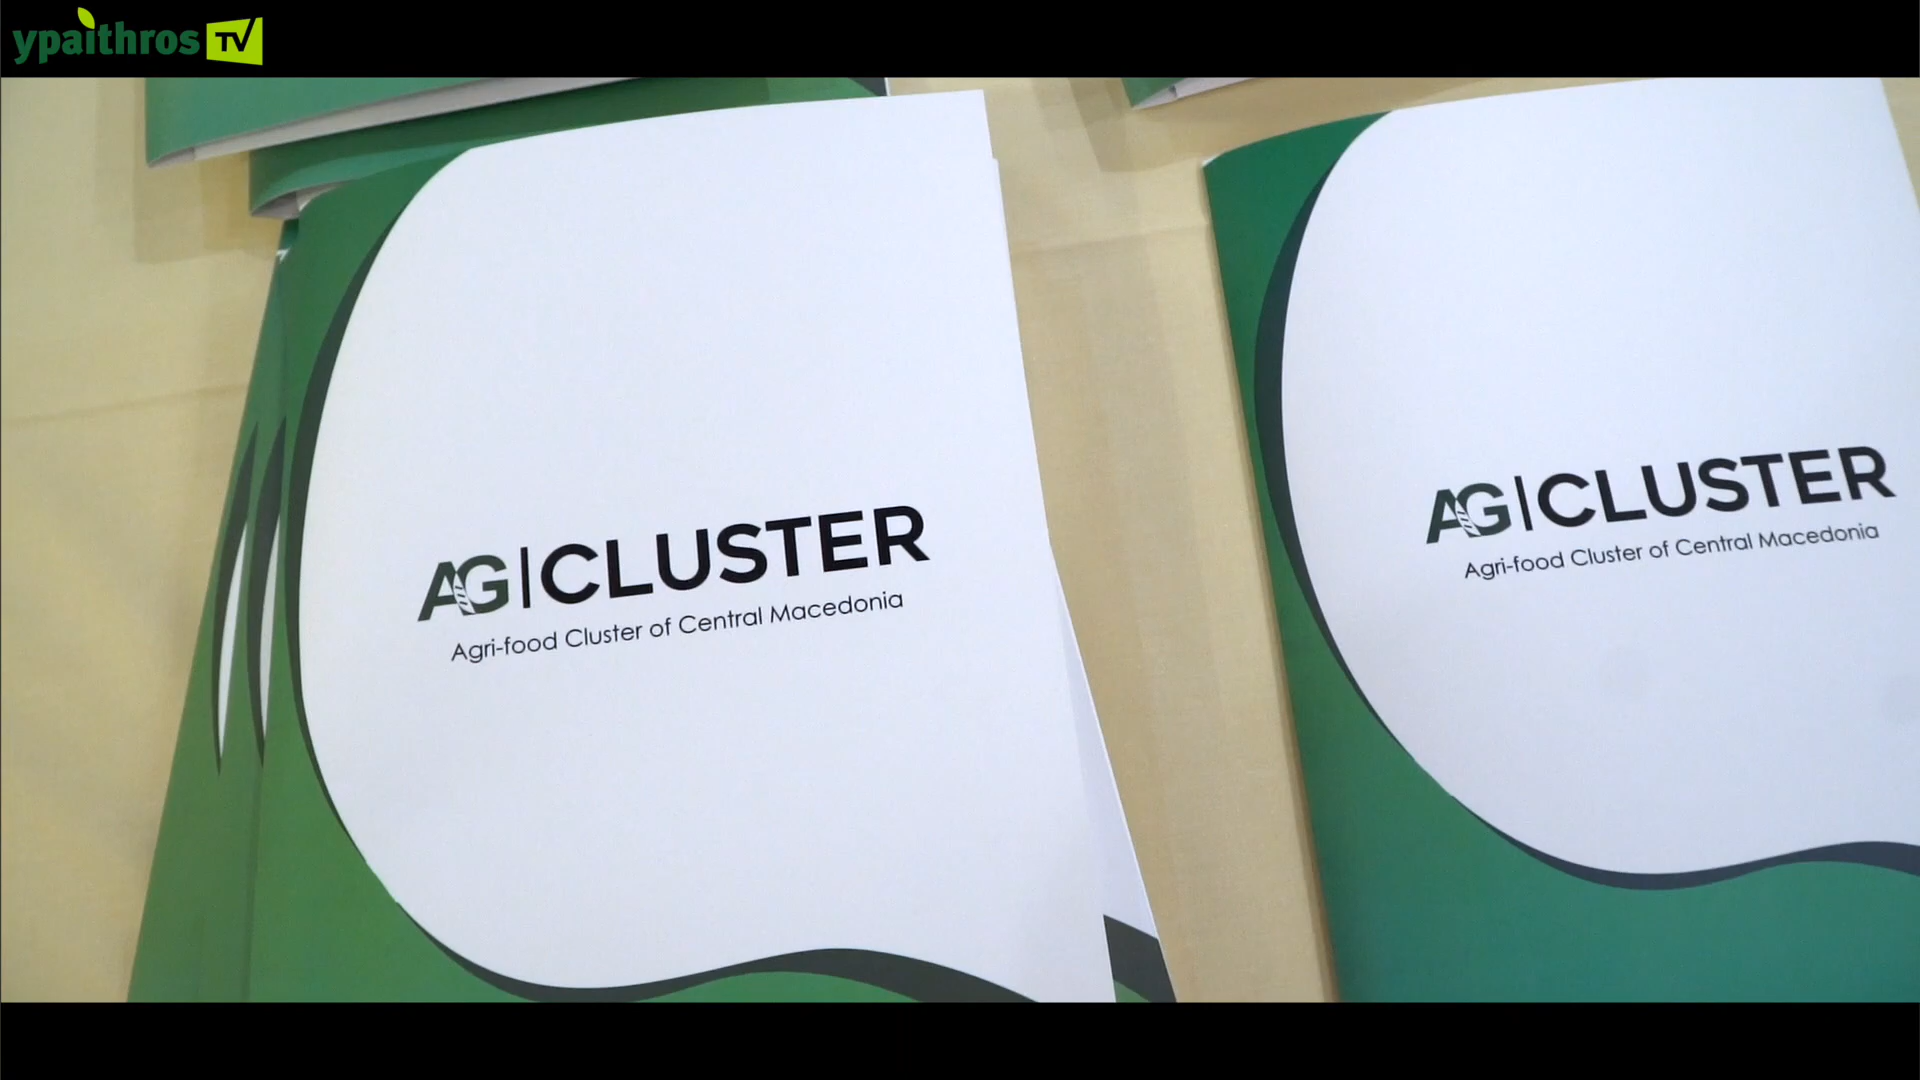 ypaithros TV
AG|CLUSTER
Agri-food Cluster of Central Macedonia
AG|CLUSTER
Agri-food Cluster of Central Macedonia